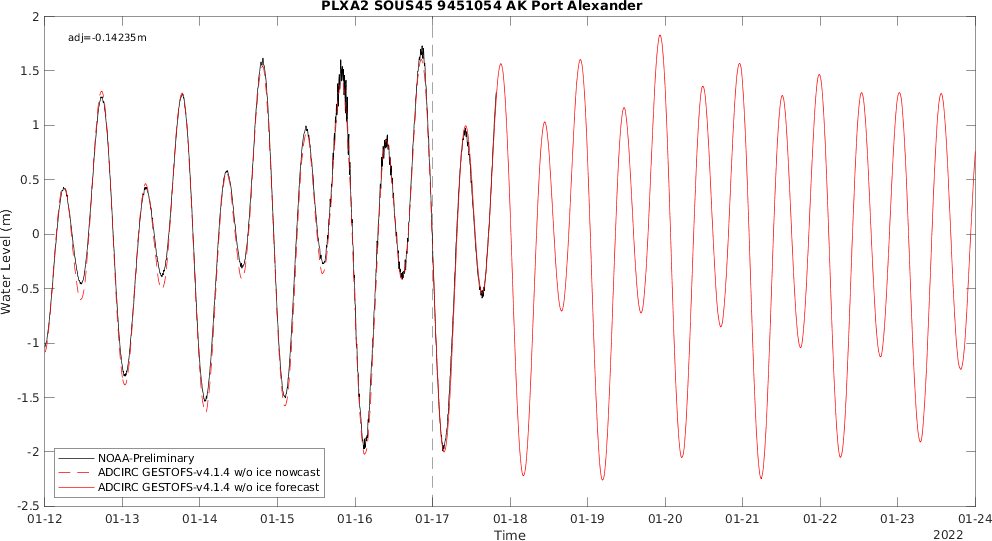 PLXA2 SOUS45 9451054 AK Port Alexander
adj=-0.14235m
2
1.5
1
0.5
0
-0.5
-1
-1.5
-2
-2.5
Water Level (m)
NOAA-Preliminary
ADCIRC GESTOFS-v4.1.4 w/o ice nowcast
ADCIRC GESTOFS-v4.1.4 w/o ice forecast
01-12 01-13 01-14 01-15 01-16 01-17 01-18 01-19 01-20 01-21 01-22 01-23 01-24
Time
2022